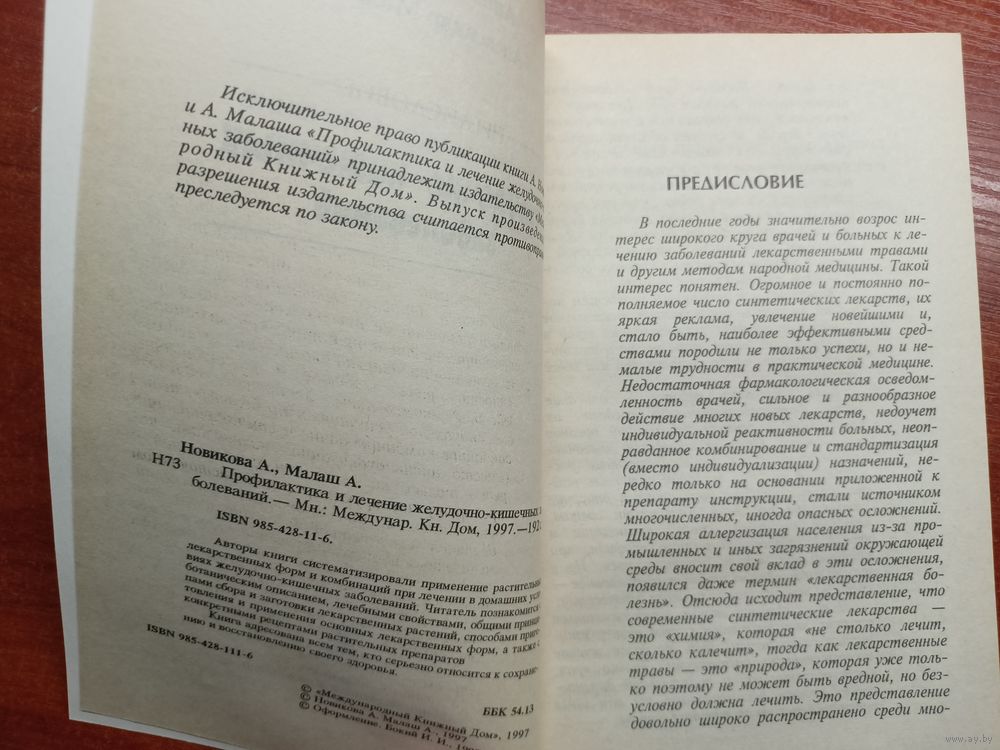 Исключительное право публикации книги А.
и А. Малаша «Профилактика и лечение желудочно-
ных заболеваний» принадлежит издательству
родный Книжный Дом». Выпуск
разрешения издательства считается
преследуется по закону.
Новикова А., Малаш А.
Н73
Профилактика и лечение желудочно-кишечных
болеваний.— Мн.: Междунар. Кн. Дом, 1997.—192
ISBN 985-428-11-6.
Авторы книги систематизировали применение
лекарственных форм и комбинаций при лечении в домашних
виях желудочно-кишечных заболеваний. Читатель познакомится
ботаническим описанием, лечебными свойствами, общими
пами сбора и заготовки лекарственных растений, способами
товления и применения основных лекарственных форм, а также
конкретными рецептами растительных препаратов
Книга адресована всем тем, кто серьезно относится к сохране-
нию и восстановлению своего здоровья.
ISBN 985-428-111-6
ББК 54.13
© «Международный Книжный Дом», 1997
© Новикова А. Малаш А., 1997
© Оформление. Бокий И. И.,
ПРЕДИСЛОВИЕ
В последние годы значительно возрос ин-
терес широкого круга врачей и больных к ле-
чению заболеваний лекарственными травами
и другим методам народной медицины. Такой
интерес понятен. Огромное и постоянно по-
полняемое число синтетических лекарств, их
яркая реклама, увлечение новейшими и,
стало быть, наиболее эффективными сред-
ствами породили не только успехи, но и не-
малые трудности в практической медицине.
Недостаточная фармакологическая осведом-
ленность врачей, сильное и разнообразное
действие многих новых лекарств, недоучет
индивидуальной реактивности больных, неоп-
равданное комбинирование и стандартизация
(вместо индивидуализации) назначений, не-
редко только на основании приложенной к
препарату инструкции, стали источником
многочисленных, иногда опасных осложнений.
Широкая аллергизация населения из-за про-
мышленных и иных загрязнений окружающей
среды вносит свой вклад в эти осложнения,
появился даже термин «лекарственная бо-
лезнь». Отсюда исходит представление, что
современные синтетические лекарства —
это «химия», которая «не столько лечит,
сколько калечит», тогда как лекарственные
травы — это «природа», которая уже толь-
ко поэтому не может быть вредной, но без-
условно должна лечить. Это представление
довольно широко распространено среди мно-
www.ay.by